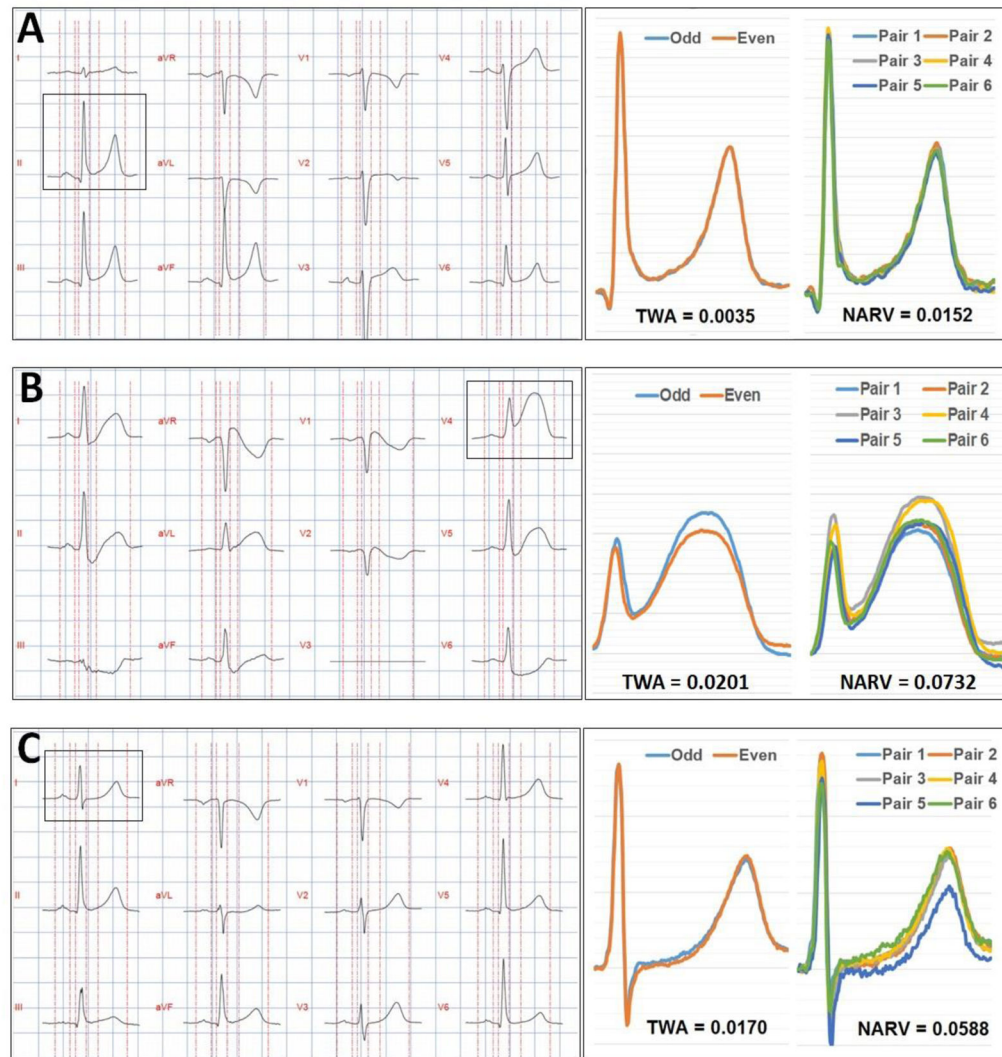 A
I aVR V1 V4
II aVL V2 V5
III aVF V3 V6
Odd Even
TWA = 0.0035
Pair 1 Pair 2
Pair 3 Pair 4
Pair 5 Pair 6
NARV = 0.0152
B
I aVR V1 V4
II aVL V2 V5
III aVF V3 V6
Odd Even
TWA = 0.0201
Pair 1 Pair 2
Pair 3 Pair 4
Pair 5 Pair 6
NARV = 0.0732
C
I aVR V1 V4
II aVL V2 V5
III aVF V3 V6
Odd Even
TWA = 0.0170
Pair 1 Pair 2
Pair 3 Pair 4
Pair 5 Pair 6
NARV = 0.0588